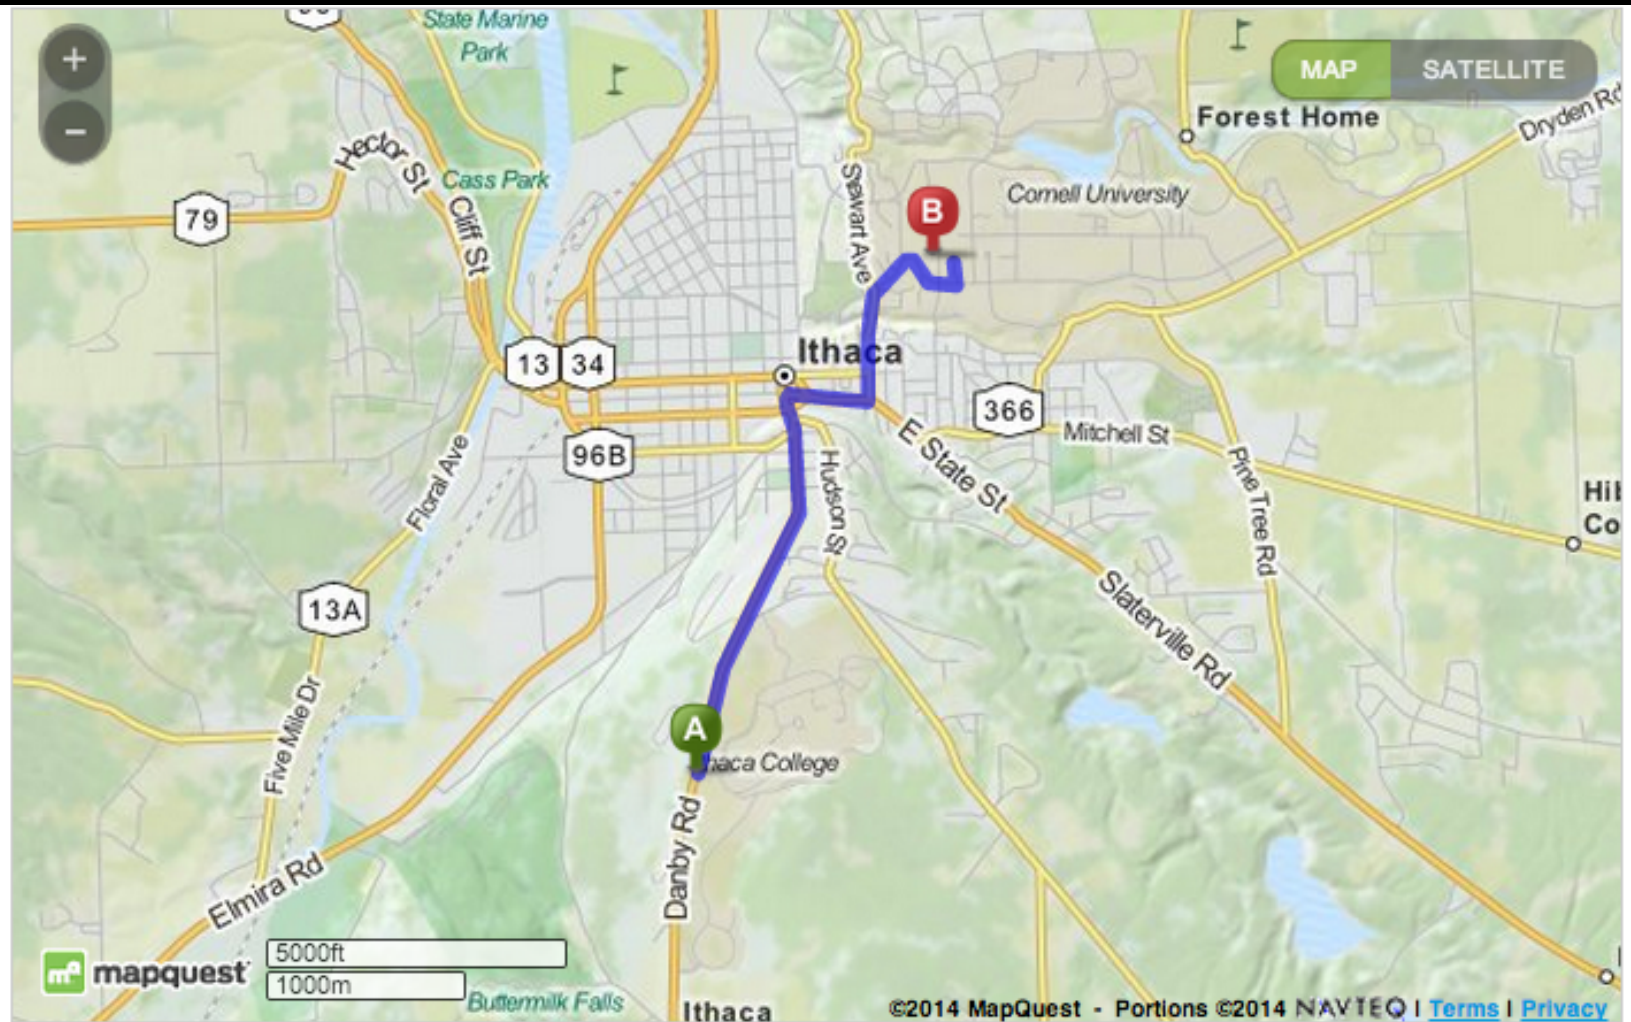 State Marine
Park
+
MAP
SATELLITE
−
Forest Home
Dryden Rd
Hector St
Cass Park
Stewart Ave
Cornell University
79
Cliff St
B
Ithaca
13
34
366
96B
E State St
Mitchell St
Floral Ave
Hudson St
Pine Tree Rd
13A
Slaterville Rd
Five Mile Dr
A
haca College
Danby Rd
Elmira Rd
5000ft
mapquest
1000m
Buttermilk Falls
Ithaca
©2014 MapQuest - Portions ©2014 NAVTEQ | Terms | Privacy